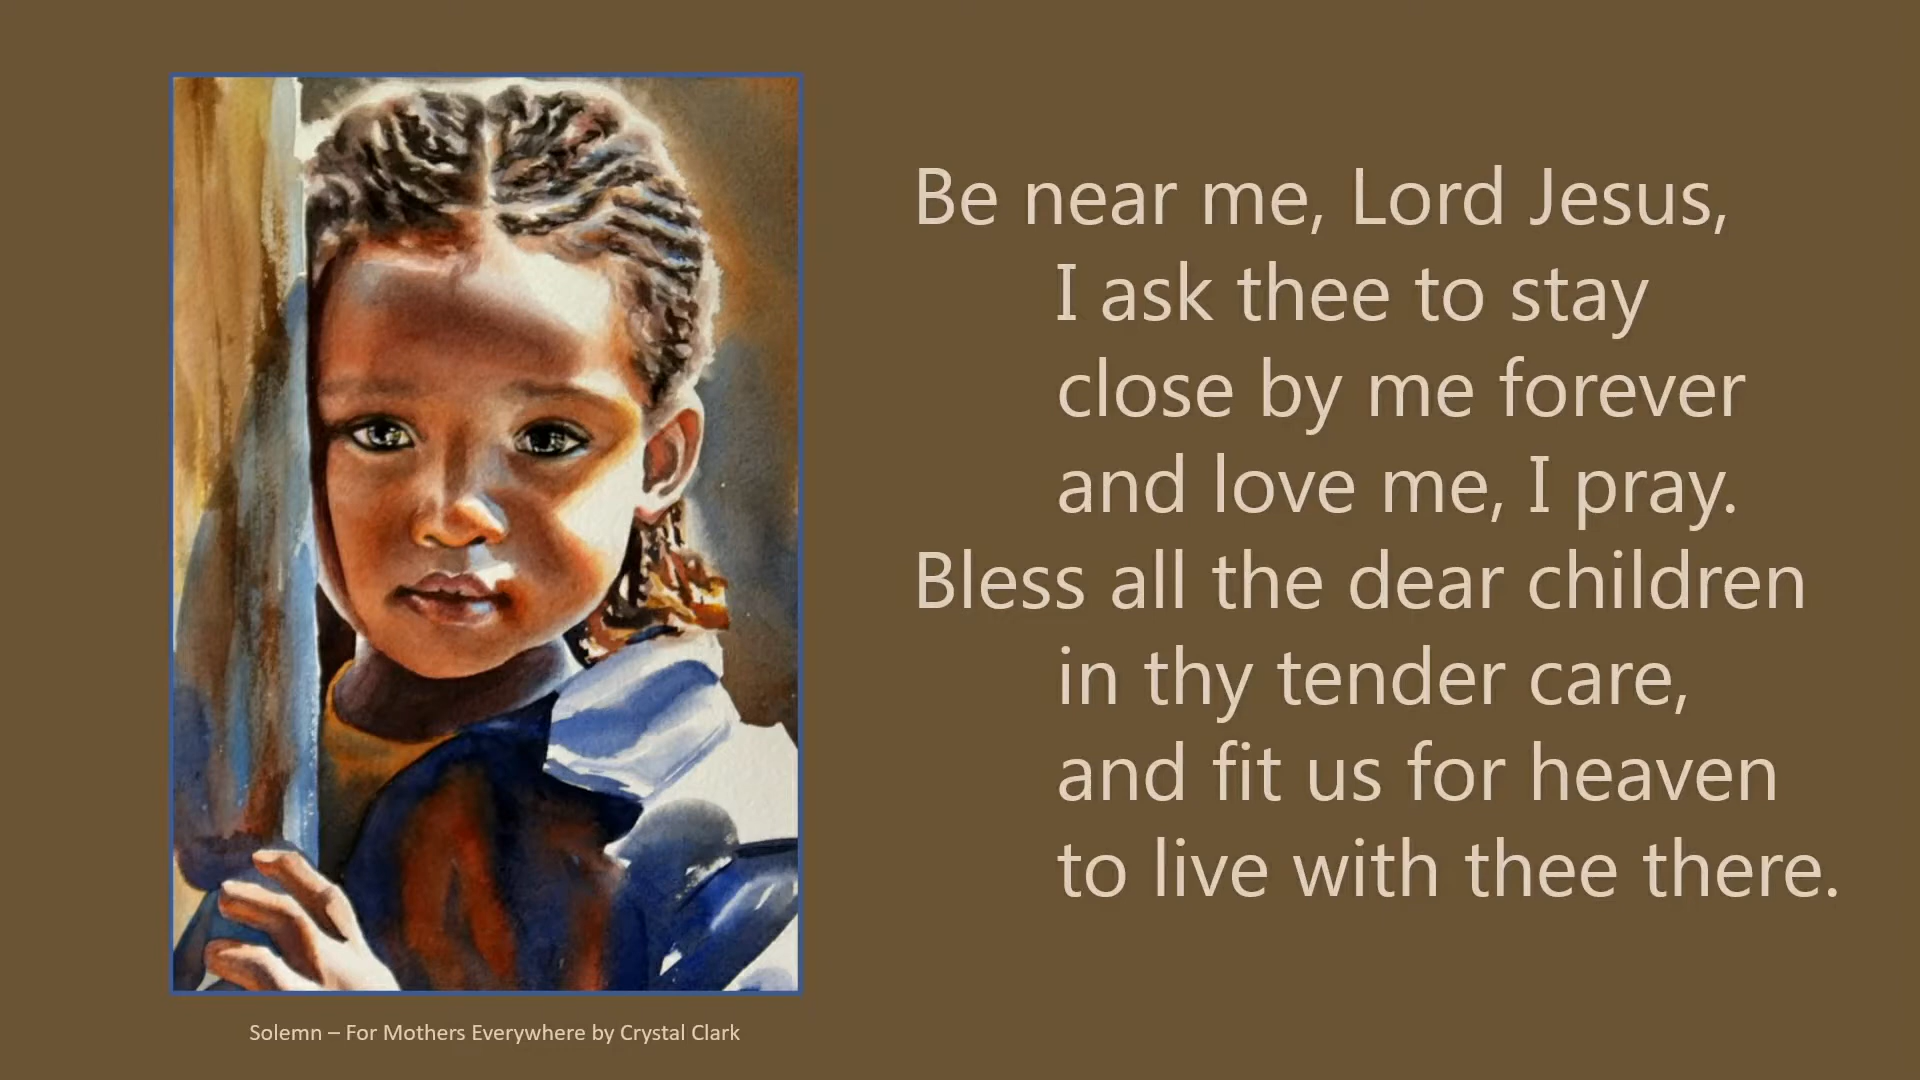 Be near me, Lord Jesus,
I ask thee to stay
close by me forever
and love me, I pray.
Bless all the dear children
in thy tender care,
and fit us for heaven
to live with thee there.
Solemn – For Mothers Everywhere by Crystal Clark